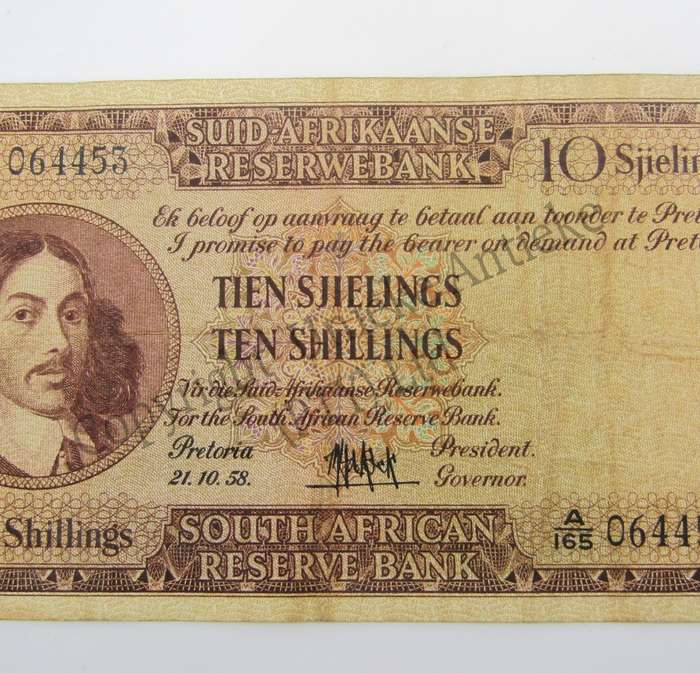 064453
SUID-AFRIKAANSE
RESERWEBANK
10 Sjielin
Ek beloof op aanvraag te betaal aan toonder te Pre
I promise to pay the bearer on demand at Pret
TIEN SJIELINGS
TEN SHILLINGS
Vir die Suid-Afrikaanse Reserwebank.
For the South African Reserve Bank.
Pretoria
President.
21.10.58.
Governor.
Shillings
SOUTH AFRICAN
RESERVE BANK
A/165 0644
Copyright
Antieke